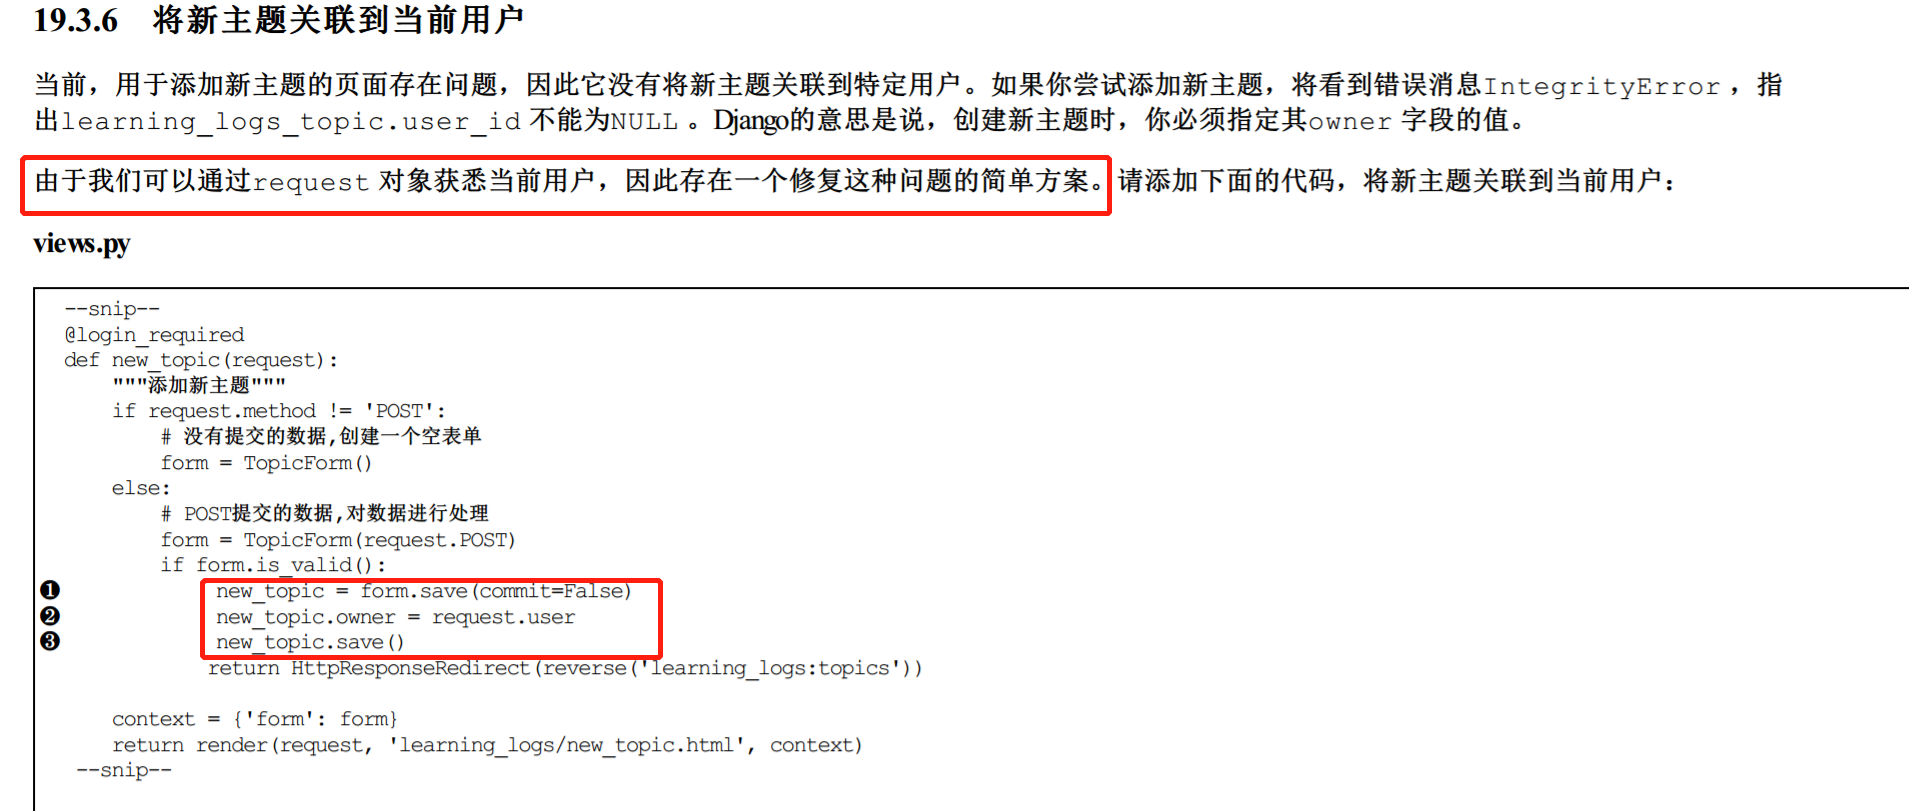 19.3.6 将新主题关联到当前用户
当前，用于添加新主题的页面存在问题，因此它没有将新主题关联到特定用户。如果你尝试添加新主题，将看到错误消息IntegrityError ，指
出learning_logs_topic.user_id 不能为NULL 。Django的意思是说，创建新主题时，你必须指定其owner 字段的值。
由于我们可以通过request 对象获悉当前用户，因此存在一个修复这种问题的简单方案。请添加下面的代码，将新主题关联到当前用户：
views.py
--snip--
@login_required
def new_topic(request):
    """添加新主题"""
    if request.method != 'POST':
        # 没有提交的数据,创建一个空表单
        form = TopicForm()
    else:
        # POST提交的数据,对数据进行处理
        form = TopicForm(request.POST)
        if form.is_valid():
❶            new_topic = form.save(commit=False)
❷            new_topic.owner = request.user
❸            new_topic.save()
            return HttpResponseRedirect(reverse('learning_logs:topics'))
    context = {'form': form}
    return render(request, 'learning_logs/new_topic.html', context)
--snip--